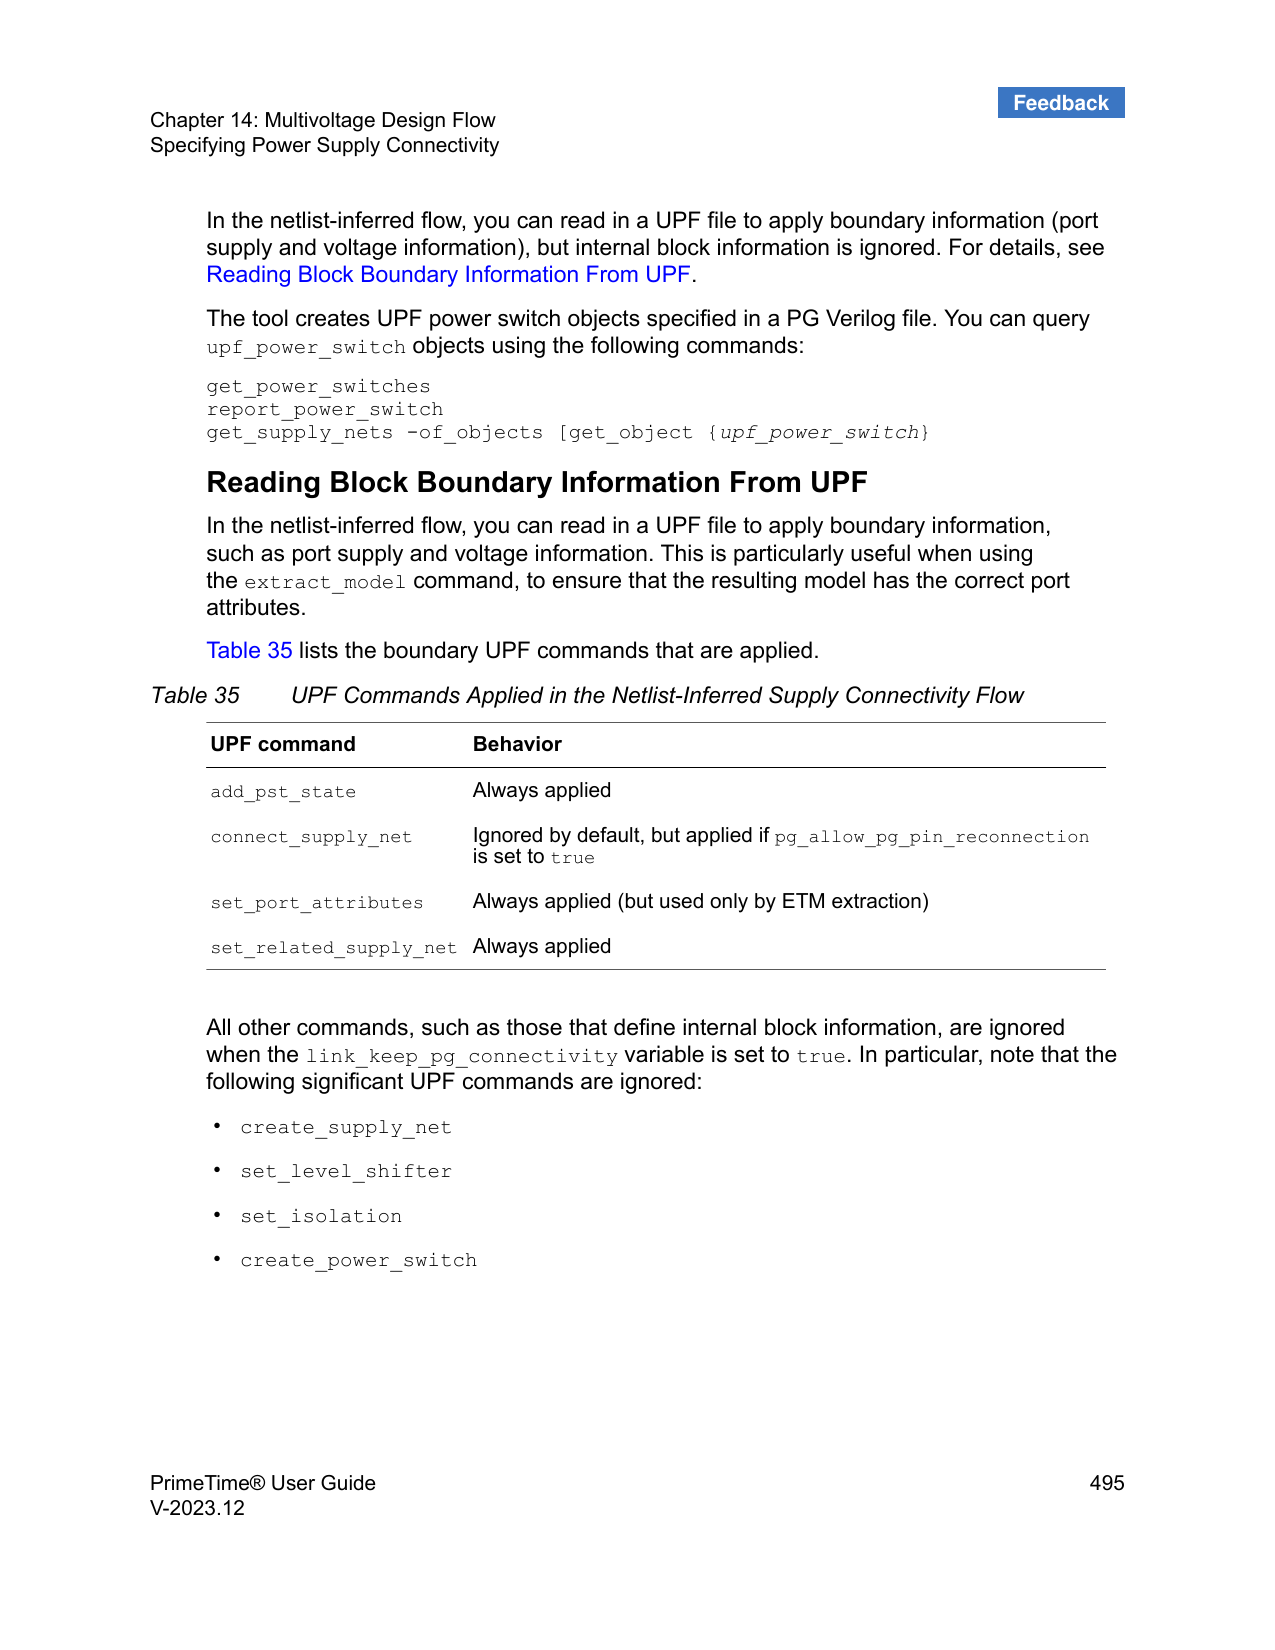 Feedback
Chapter 14: Multivoltage Design Flow
Specifying Power Supply Connectivity
In the netlist-inferred flow, you can read in a UPF file to apply boundary information (port
supply and voltage information), but internal block information is ignored. For details, see
Reading Block Boundary Information From UPF.
The tool creates UPF power switch objects specified in a PG Verilog file. You can query
upf_power_switch objects using the following commands:
get_power_switches
report_power_switch
get_supply_nets -of_objects [get_object {upf_power_switch}
Reading Block Boundary Information From UPF
In the netlist-inferred flow, you can read in a UPF file to apply boundary information,
such as port supply and voltage information. This is particularly useful when using
the extract_model command, to ensure that the resulting model has the correct port
attributes.
Table 35 lists the boundary UPF commands that are applied.
Table 35 UPF Commands Applied in the Netlist-Inferred Supply Connectivity Flow
UPF command Behavior
add_pst_state Always applied
connect_supply_net Ignored by default, but applied if pg_allow_pg_pin_reconnection
is set to true
set_port_attributes Always applied (but used only by ETM extraction)
set_related_supply_net Always applied
All other commands, such as those that define internal block information, are ignored
when the link_keep_pg_connectivity variable is set to true. In particular, note that the
following significant UPF commands are ignored:
• create_supply_net
• set_level_shifter
• set_isolation
• create_power_switch
PrimeTime® User Guide 495
V-2023.12